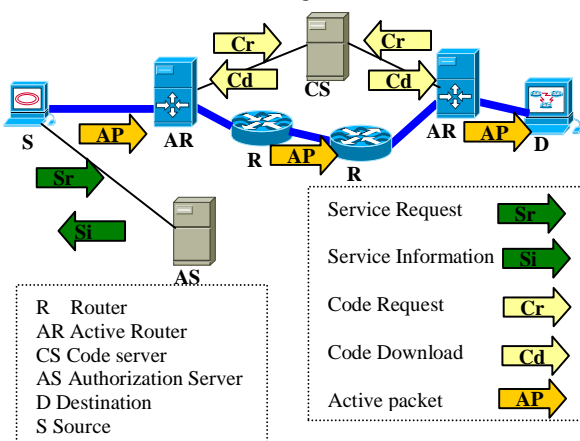 Cr
Cr
Cd
CS
Cd
S
AP
AR
R
AP
R
AR
AP
D
Sr
Si
AS
Service Request Sr
Service Information Si
Code Request Cr
Code Download Cd
Active packet AP
R Router
AR Active Router
CS Code server
AS Authorization Server
D Destination
S Source